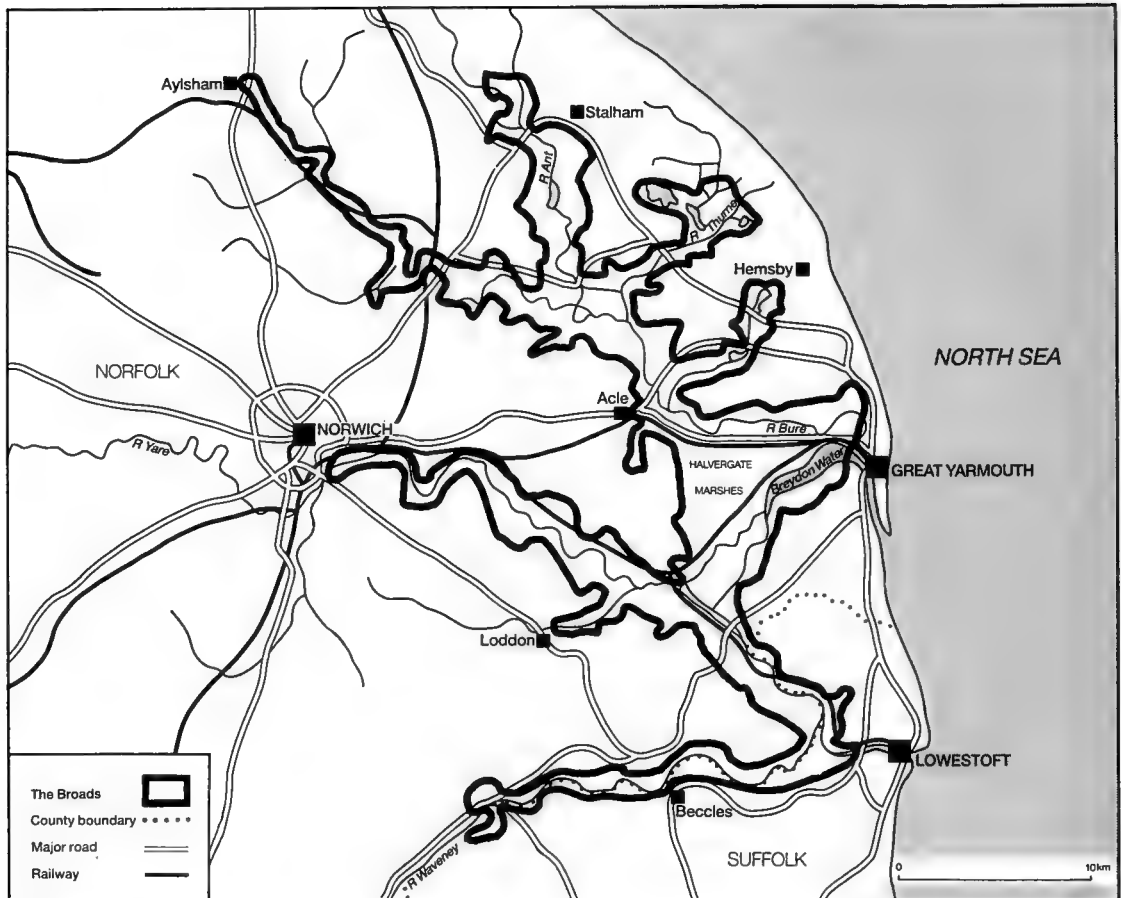 Aylsham
Stalham
R Ant
R Thurne
Hemsby
NORTH SEA
NORFOLK
Acle
NORWICH
R Yare
R Bure
HALVERGATE
MARSHES
Breydon Water
GREAT YARMOUTH
Loddon
LOWESTOFT
Beccles
SUFFOLK
R Waveney
The Broads
County boundary
Major road
Railway
0 10km